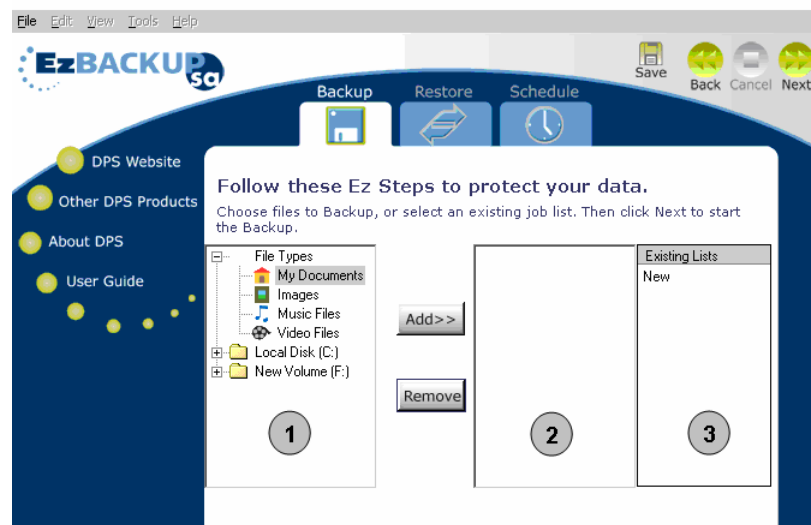 File Edit View Tools Help
EzBACKUP
sa
Save
Back Cancel Next
Backup Restore Schedule
DPS Website
Other DPS Products
About DPS
User Guide
Follow these Ez Steps to protect your data.
Choose files to Backup, or select an existing job list. Then click Next to start
the Backup.
File Types
My Documents
Images
Music Files
Video Files
Local Disk (C:)
New Volume (F:)
1
Add>>
Remove
2
Existing Lists
New
3